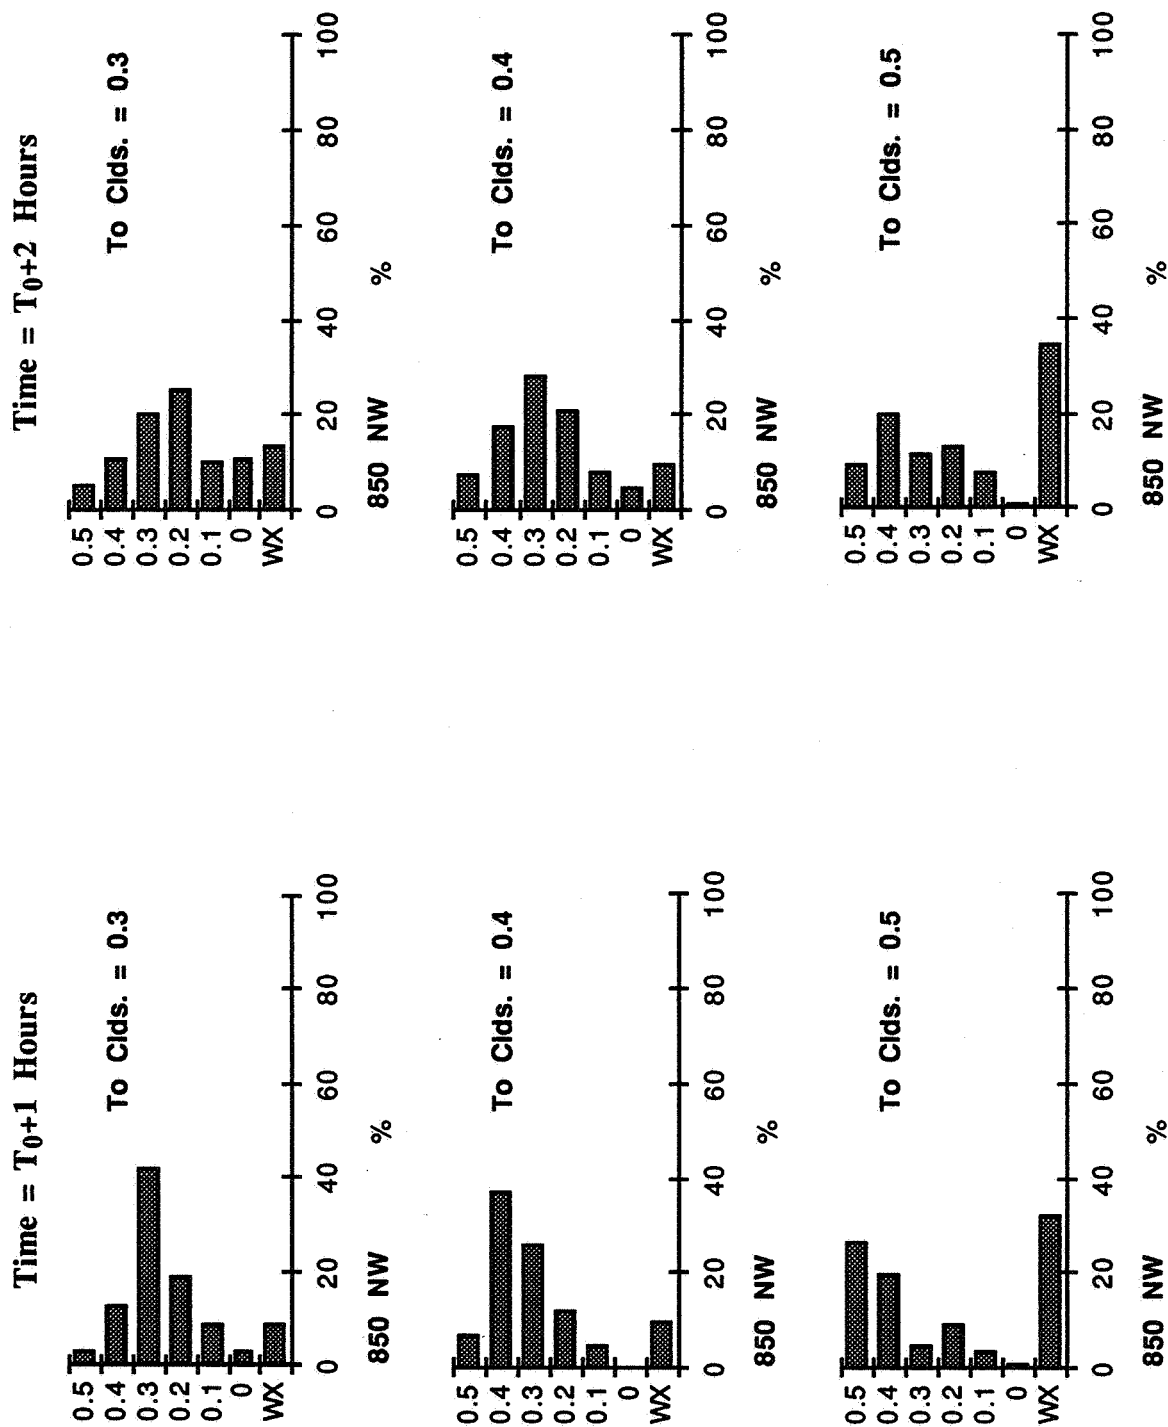 Time = T0+1 Hours
To Clds. = 0.3
0.5
0.4
0.3
0.2
0.1
0
WX
0 20 40 60 80 100
850 NW %
To Clds. = 0.4
0.5
0.4
0.3
0.2
0.1
0
WX
0 20 40 60 80 100
850 NW %
To Clds. = 0.5
0.5
0.4
0.3
0.2
0.1
0
WX
0 20 40 60 80 100
850 NW %
Time = T0+2 Hours
To Clds. = 0.3
0.5
0.4
0.3
0.2
0.1
0
WX
0 20 40 60 80 100
850 NW %
To Clds. = 0.4
0.5
0.4
0.3
0.2
0.1
0
WX
0 20 40 60 80 100
850 NW %
To Clds. = 0.5
0.5
0.4
0.3
0.2
0.1
0
WX
0 20 40 60 80 100
850 NW %